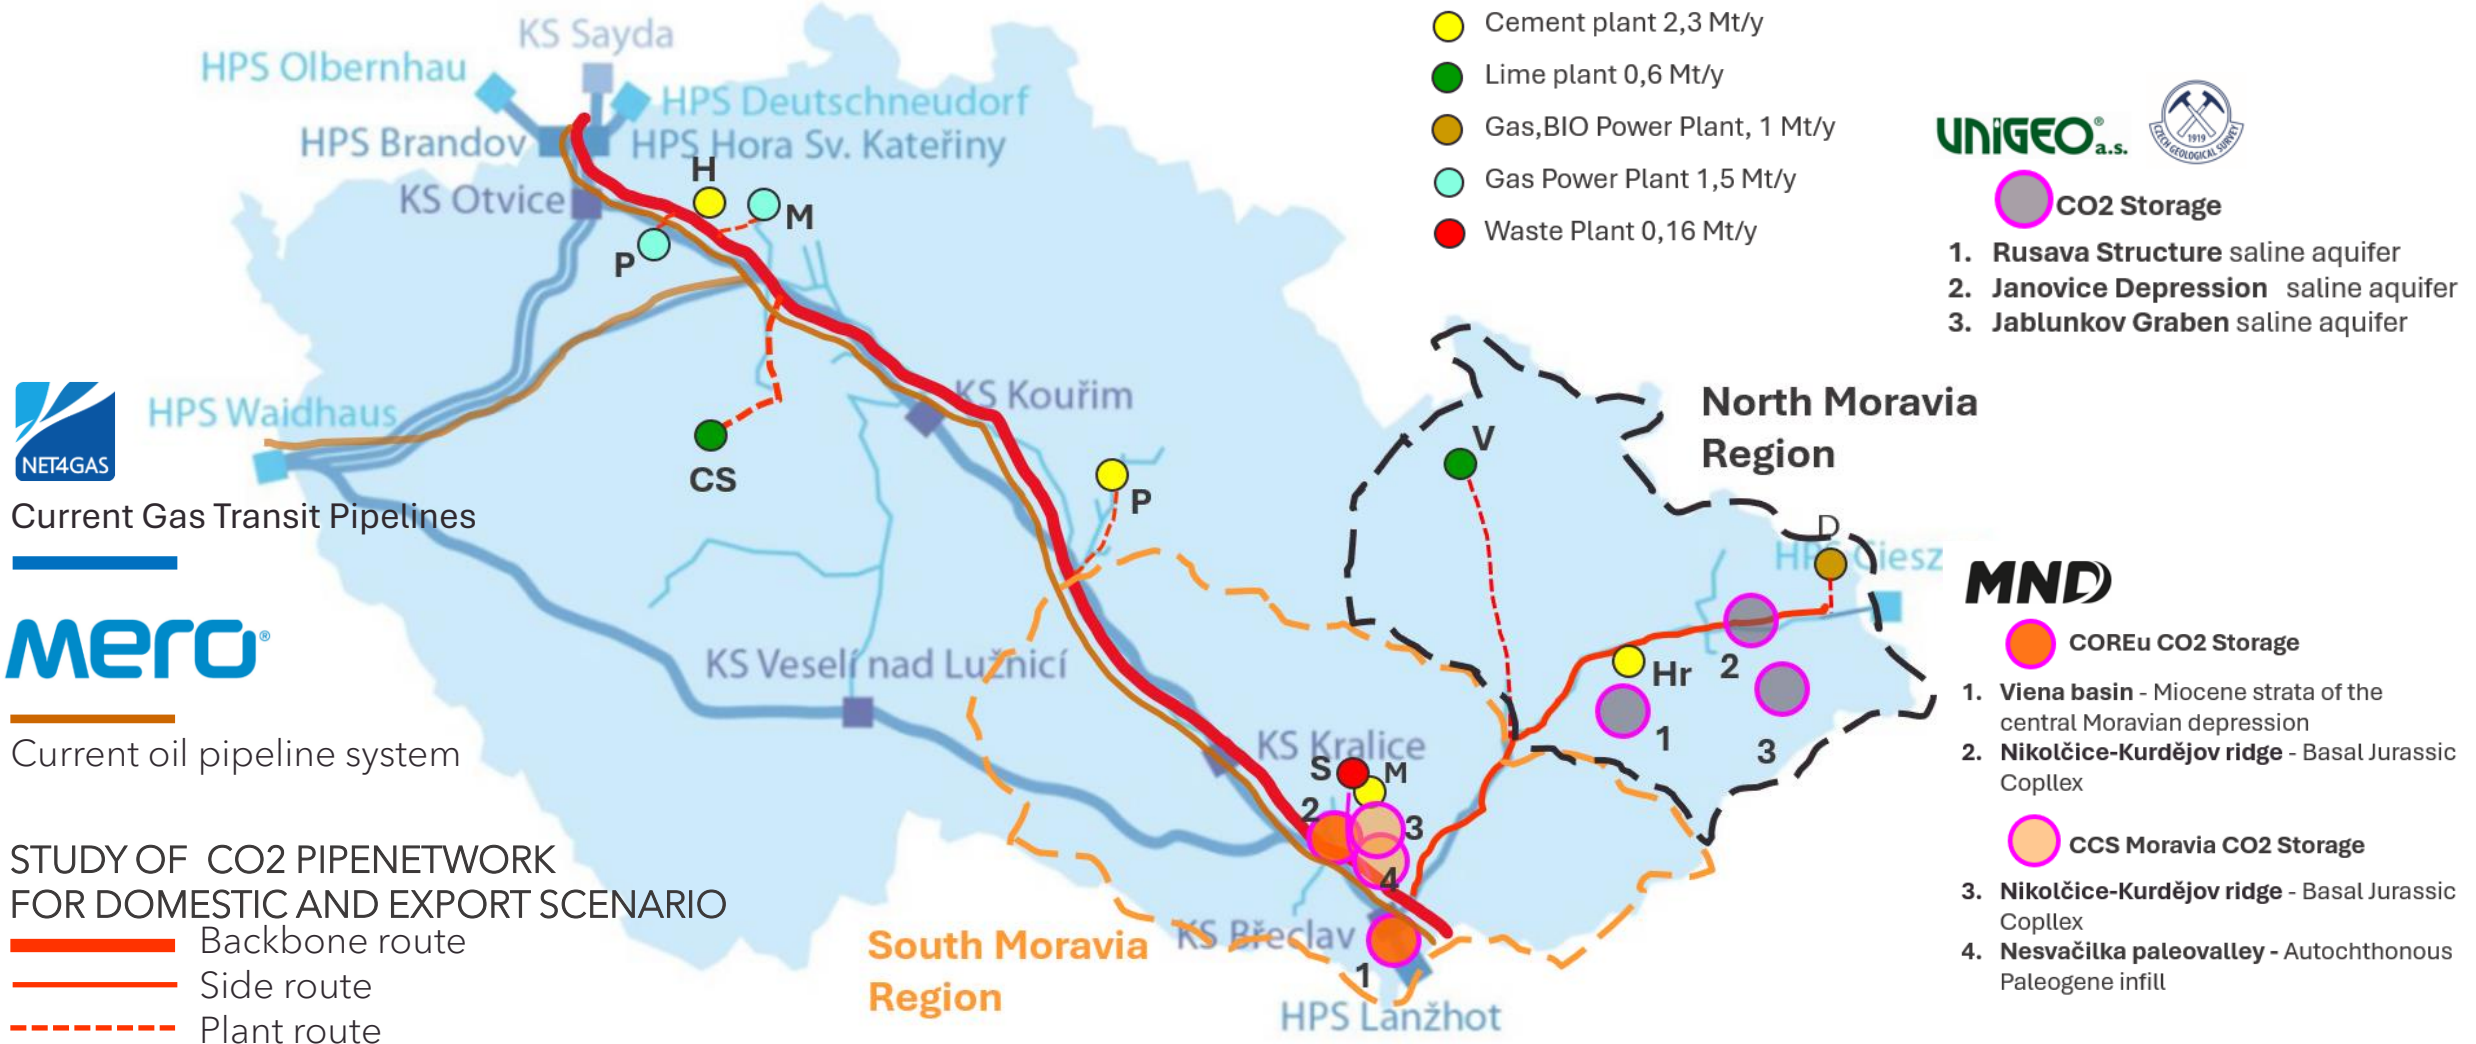 KS Sayda
HPS Olbernhau
HPS Deutschneudorf
HPS Brandov
HPS Hora Sv. Kateřiny
KS Otvice
H
M
P
HPS Waidhaus
KS Kouřim
CS
P
V
D
HPS Ciesz
North Moravia
Region
Hr
2
1
3
KS Veselí nad Lužnicí
KS Kralice
S
M
2
3
4
KS Břeclav
1
HPS Lanžhot
South Moravia
Region
Cement plant 2,3 Mt/y
Lime plant 0,6 Mt/y
Gas,BIO Power Plant, 1 Mt/y
Gas Power Plant 1,5 Mt/y
Waste Plant 0,16 Mt/y
UNIGEO® a.s.
CZECH GEOLOGICAL SURVEY
1919
CO2 Storage
1. Rusava Structure saline aquifer
2. Janovice Depression saline aquifer
3. Jablunkov Graben saline aquifer
MND
COREu CO2 Storage
1. Viena basin - Miocene strata of the
central Moravian depression
2. Nikolčice-Kurdějov ridge - Basal Jurassic
Copllex
CCS Moravia CO2 Storage
3. Nikolčice-Kurdějov ridge - Basal Jurassic
Copllex
4. Nesvačilka paleovalley - Autochthonous
Paleogene infill
NET4GAS
Current Gas Transit Pipelines
mero®
Current oil pipeline system
STUDY OF CO2 PIPENETWORK
FOR DOMESTIC AND EXPORT SCENARIO
Backbone route
Side route
Plant route